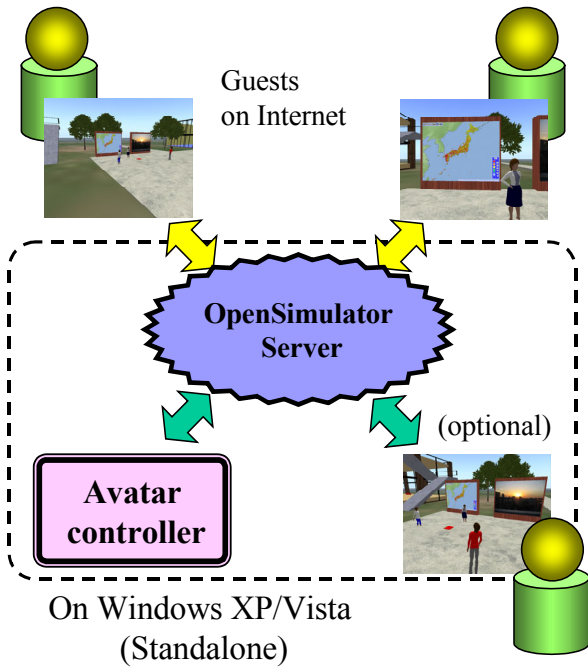 Guests
on Internet
OpenSimulator
Server
(optional)
Avatar
controller
On Windows XP/Vista
(Standalone)